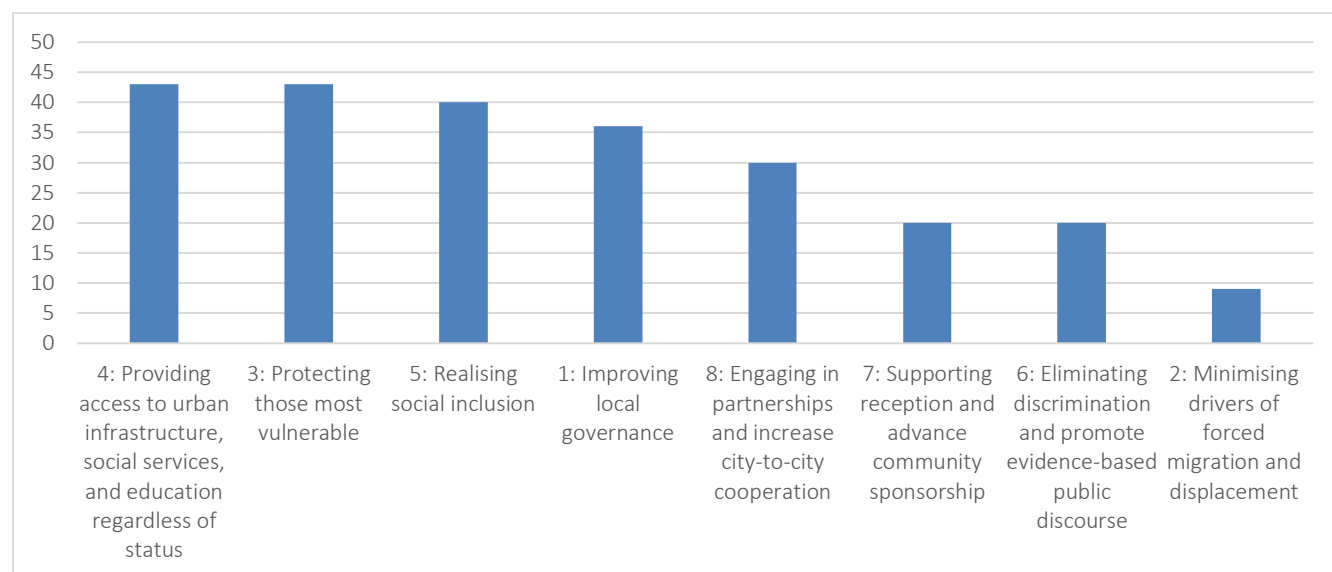 50
45
40
35
30
25
20
15
10
5
0
4: Providing
access to urban
infrastructure,
social services,
and education
regardless of
status
3: Protecting
those most
vulnerable
5: Realising
social inclusion
1: Improving
local
governance
8: Engaging in
partnerships
and increase
city-to-city
cooperation
7: Supporting
reception and
advance
community
sponsorship
6: Eliminating
discrimination
and promote
evidence-based
public
discourse
2: Minimising
drivers of
forced
migration and
displacement